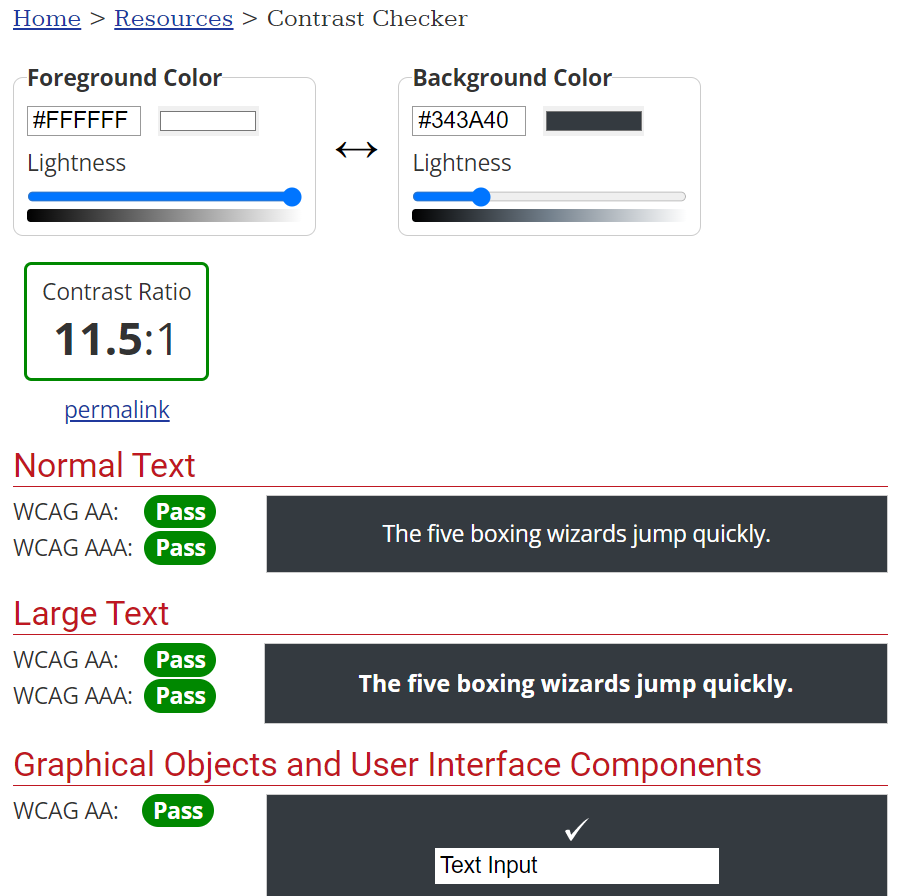 Home > Resources > Contrast Checker
Foreground Color
#FFFFFF
Lightness
Background Color
#343A40
Lightness
Contrast Ratio
11.5:1
permalink
Normal Text
WCAG AA: Pass
WCAG AAA: Pass
The five boxing wizards jump quickly.
Large Text
WCAG AA: Pass
WCAG AAA: Pass
The five boxing wizards jump quickly.
Graphical Objects and User Interface Components
WCAG AA: Pass
Text Input